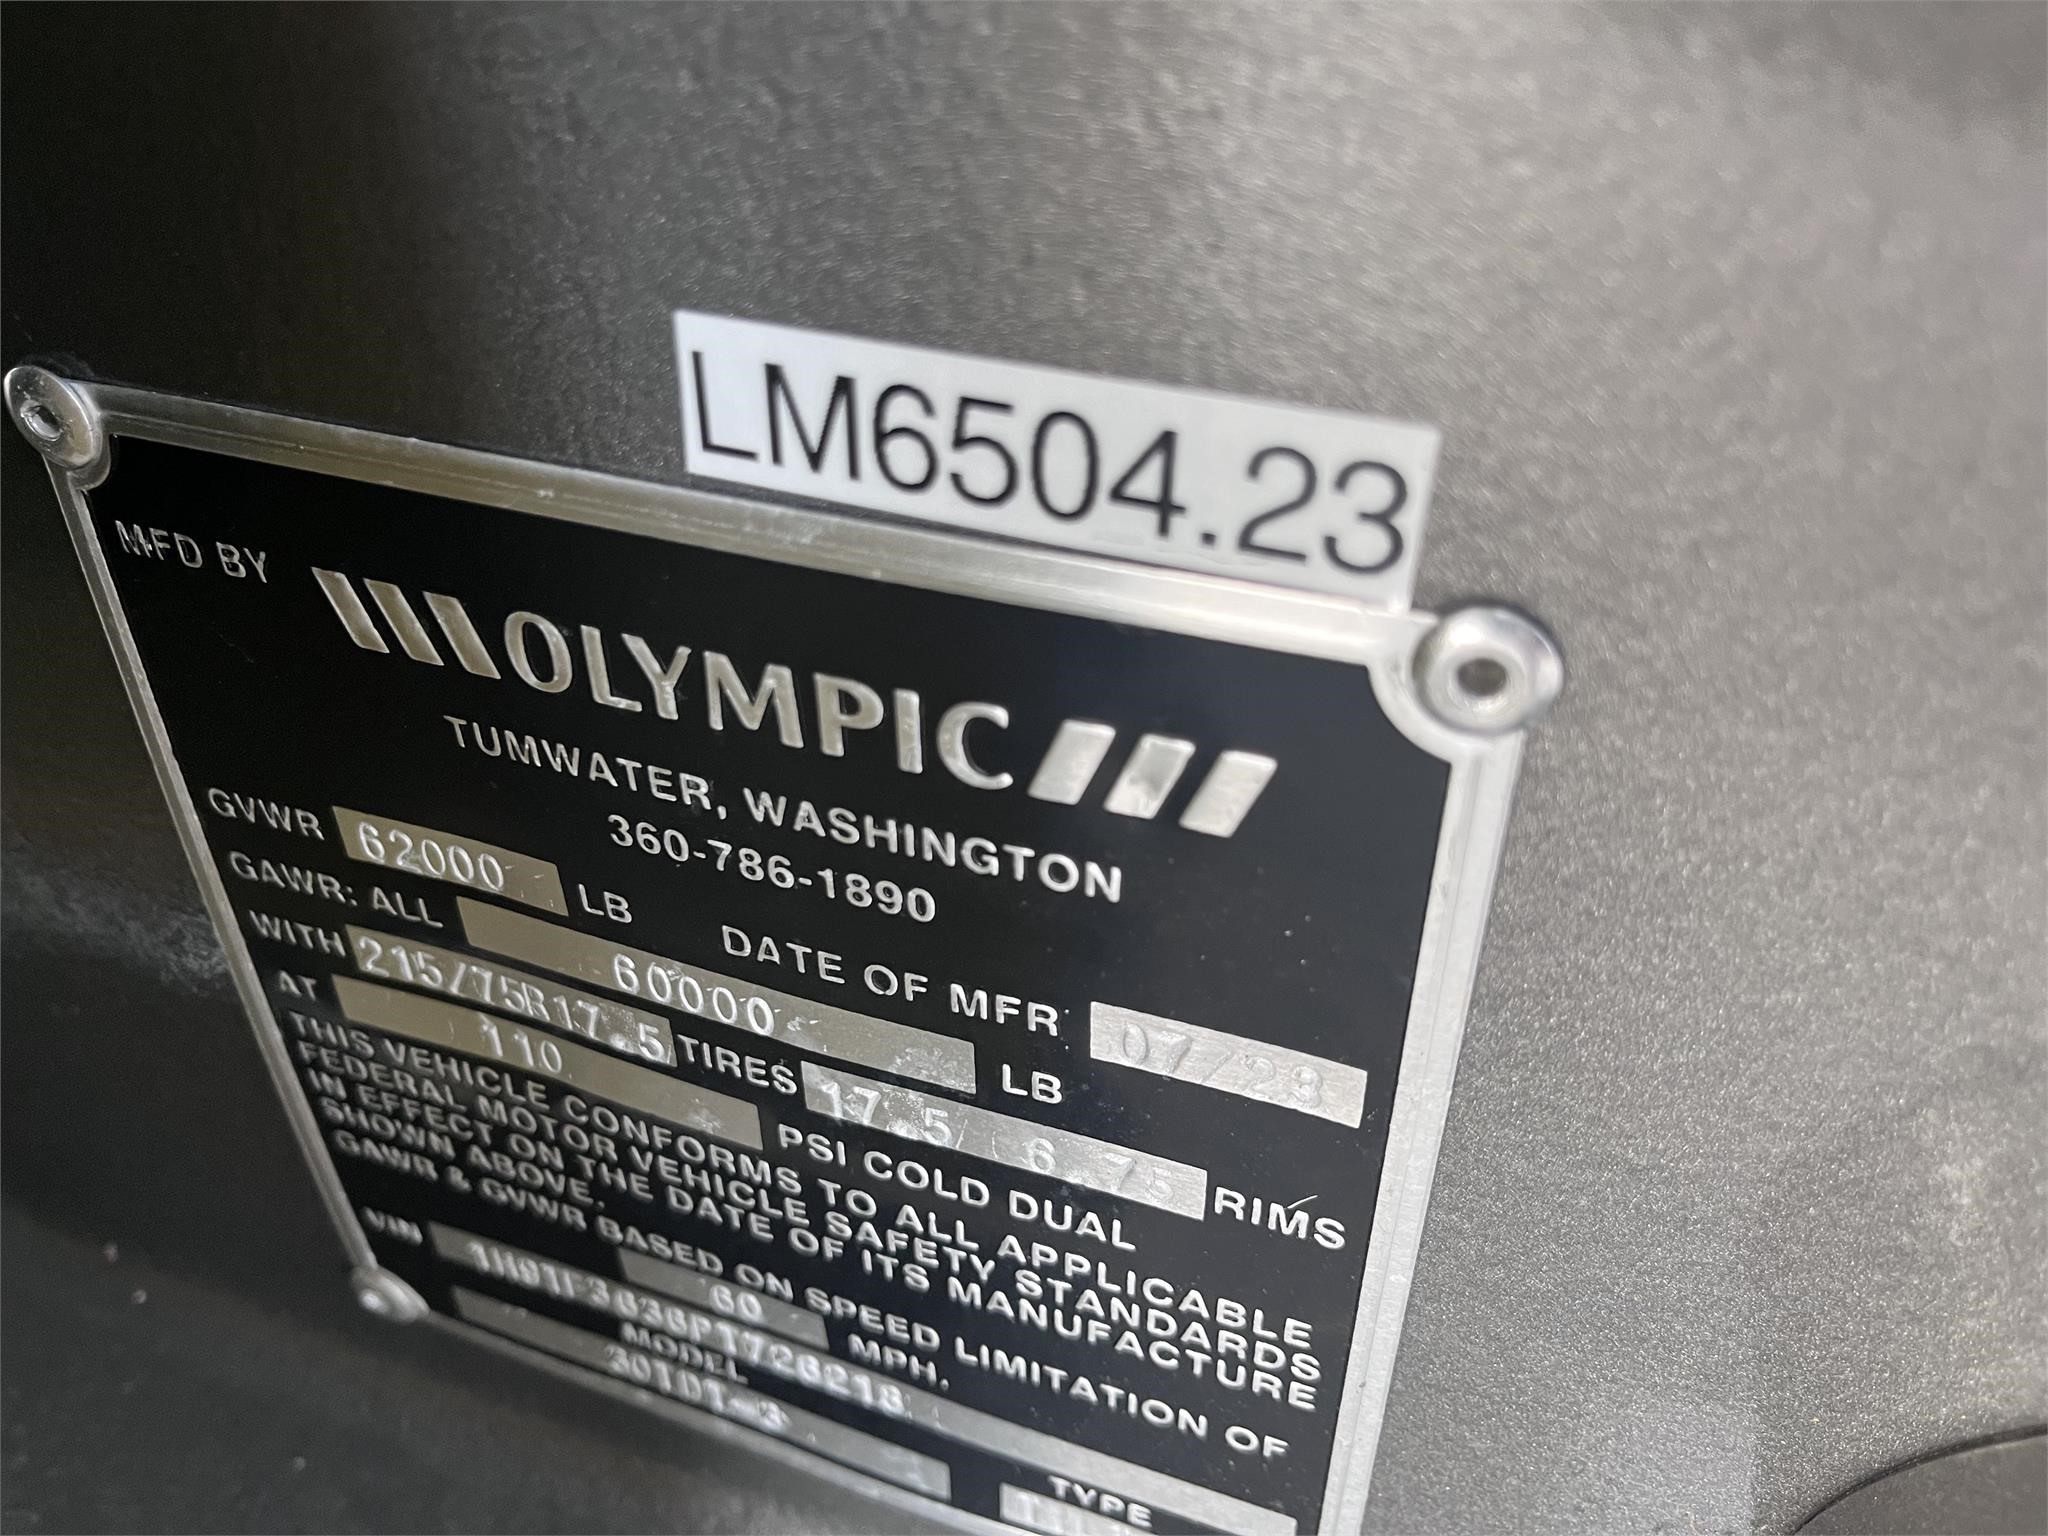 LM6504.23
MFD BY OLYMPIC
TUMWATER, WASHINGTON
360-786-1890
GVWR 62000 LB DATE OF MFR 07/23
GAWR: ALL 60000 LB
WITH 215/75R17.5 TIRES 17.5/ 6.75 RIMS
AT 110 PSI COLD DUAL
THIS VEHICLE CONFORMS TO ALL APPLICABLE
FEDERAL MOTOR VEHICLE SAFETY STANDARDS
IN EFFECT ON THE DATE OF ITS MANUFACTURE
SHOWN ABOVE.
GAWR & GVWR BASED ON SPEED LIMITATION OF
60 MPH.
VIN
MODEL TYPE